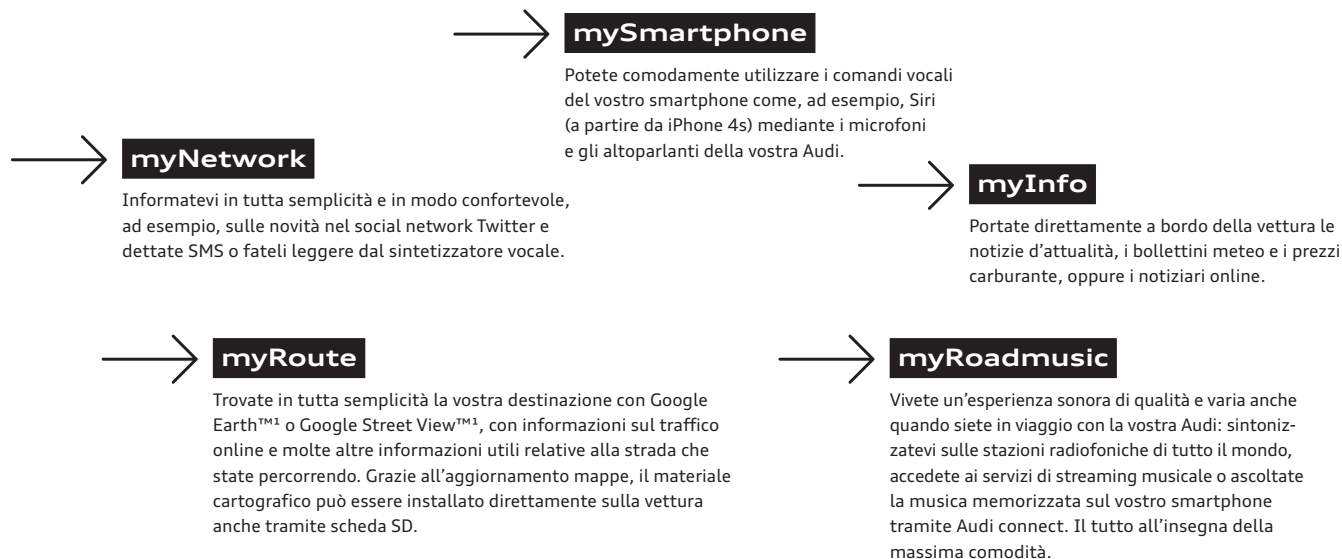 mySmartphone
Potete comodamente utilizzare i comandi vocali
del vostro smartphone come, ad esempio, Siri
(a partire da iPhone 4s) mediante i microfoni
e gli altoparlanti della vostra Audi.
myNetwork
Informatevi in tutta semplicità e in modo confortevole,
ad esempio, sulle novità nel social network Twitter e
dettate SMS o fateli leggere dal sintetizzatore vocale.
myInfo
Portate direttamente a bordo della vettura le
notizie d'attualità, i bollettini meteo e i prezzi
carburante, oppure i notiziari online.
myRoute
Trovate in tutta semplicità la vostra destinazione con Google
Earth™¹ o Google Street View™¹, con informazioni sul traffico
online e molte altre informazioni utili relative alla strada che
state percorrendo. Grazie all'aggiornamento mappe, il materiale
cartografico può essere installato direttamente sulla vettura
anche tramite scheda SD.
myRoadmusic
Vivete un'esperienza sonora di qualità e varia anche
quando siete in viaggio con la vostra Audi: sintoniz-
zatevi sulle stazioni radiofoniche di tutto il mondo,
accedete ai servizi di streaming musicale o ascoltate
la musica memorizzata sul vostro smartphone
tramite Audi connect. Il tutto all'insegna della
massima comodità.